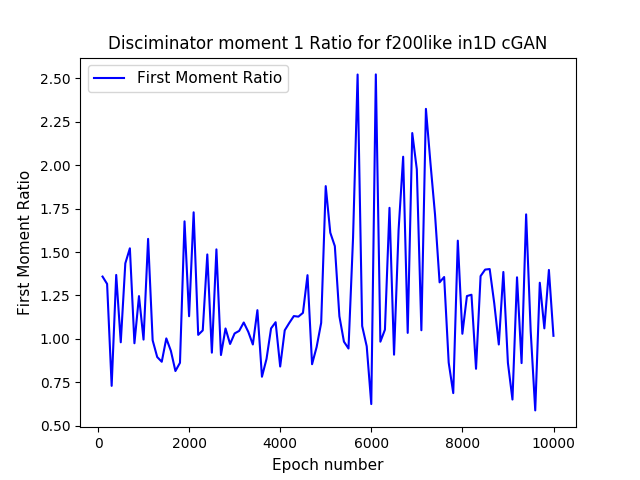 Disciminator moment 1 Ratio for f200like in1D cGAN
First Moment Ratio
2.50
2.25
2.00
1.75
1.50
1.25
1.00
0.75
0.50
First Moment Ratio
0 2000 4000 6000 8000 10000
Epoch number